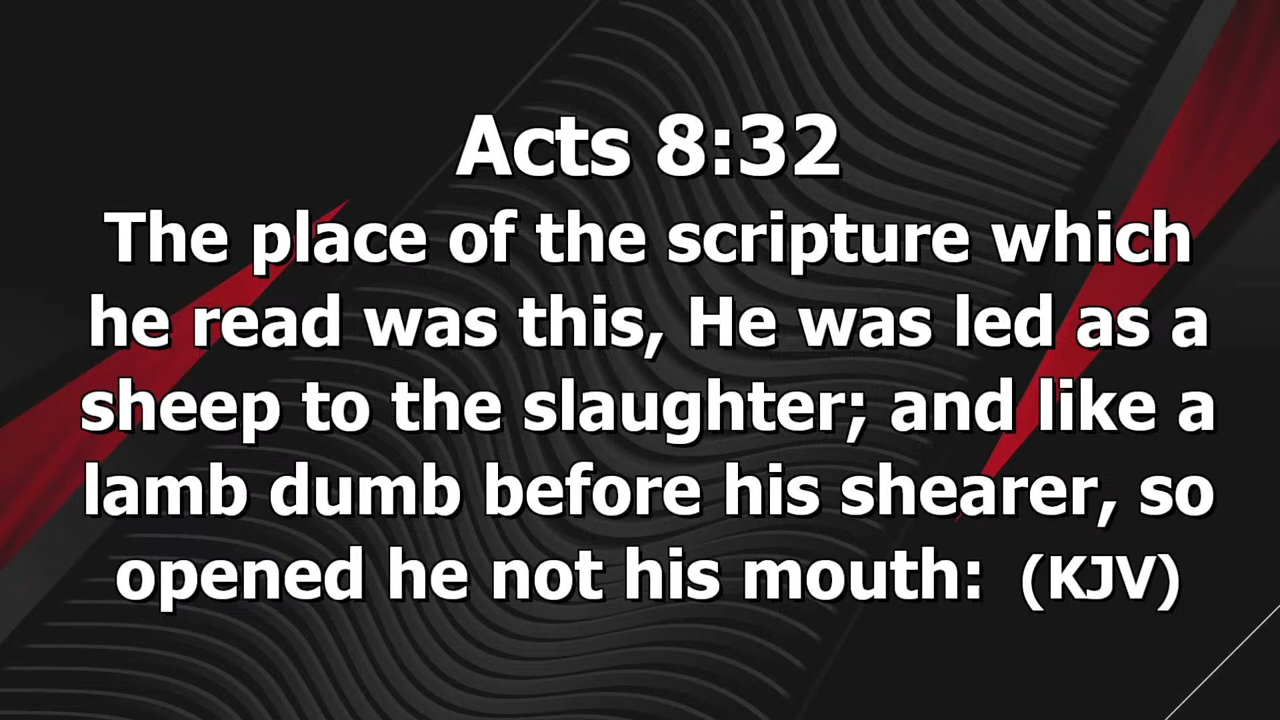 Acts 8:32
The place of the scripture which
he read was this, He was led as a
sheep to the slaughter; and like a
lamb dumb before his shearer, so
opened he not his mouth:  (KJV)